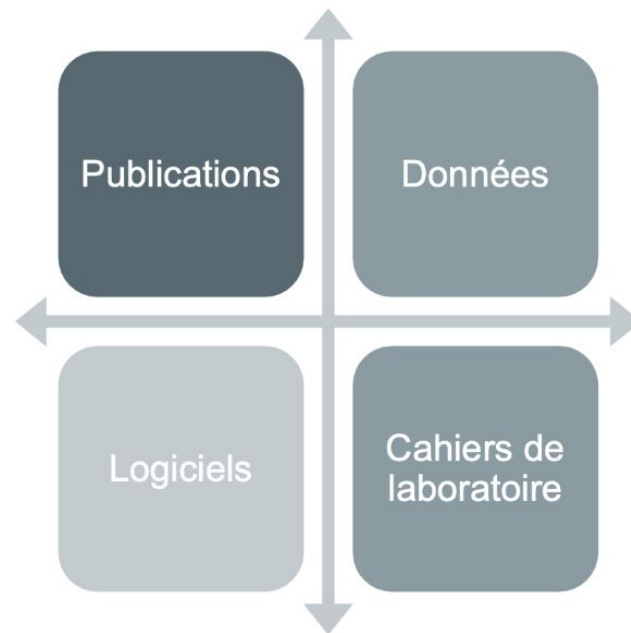 Publications
Données
Logiciels
Cahiers de
laboratoire